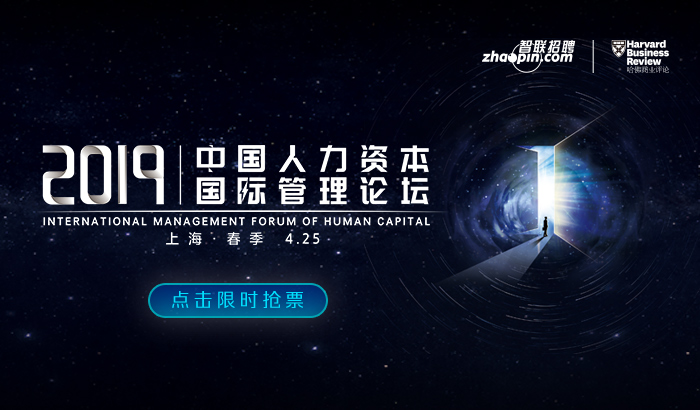 智联招聘
zhaopin.com
Harvard
Business
Review
哈佛商业评论
2019
中国人力资本
国际管理论坛
INTERNATIONAL MANAGEMENT FORUM OF HUMAN CAPITAL
上海·春季 4.25
点击限时抢票